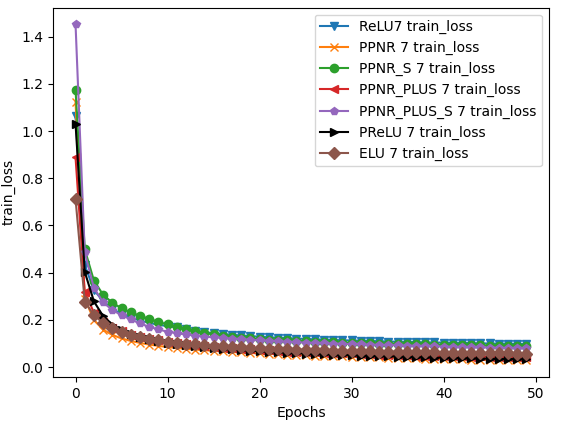 ReLU7 train_loss
PPNR 7 train_loss
PPNR_S 7 train_loss
PPNR_PLUS 7 train_loss
PPNR_PLUS_S 7 train_loss
PReLU 7 train_loss
ELU 7 train_loss
train_loss
1.4
1.2
1.0
0.8
0.6
0.4
0.2
0.0
0 10 20 30 40 50
Epochs